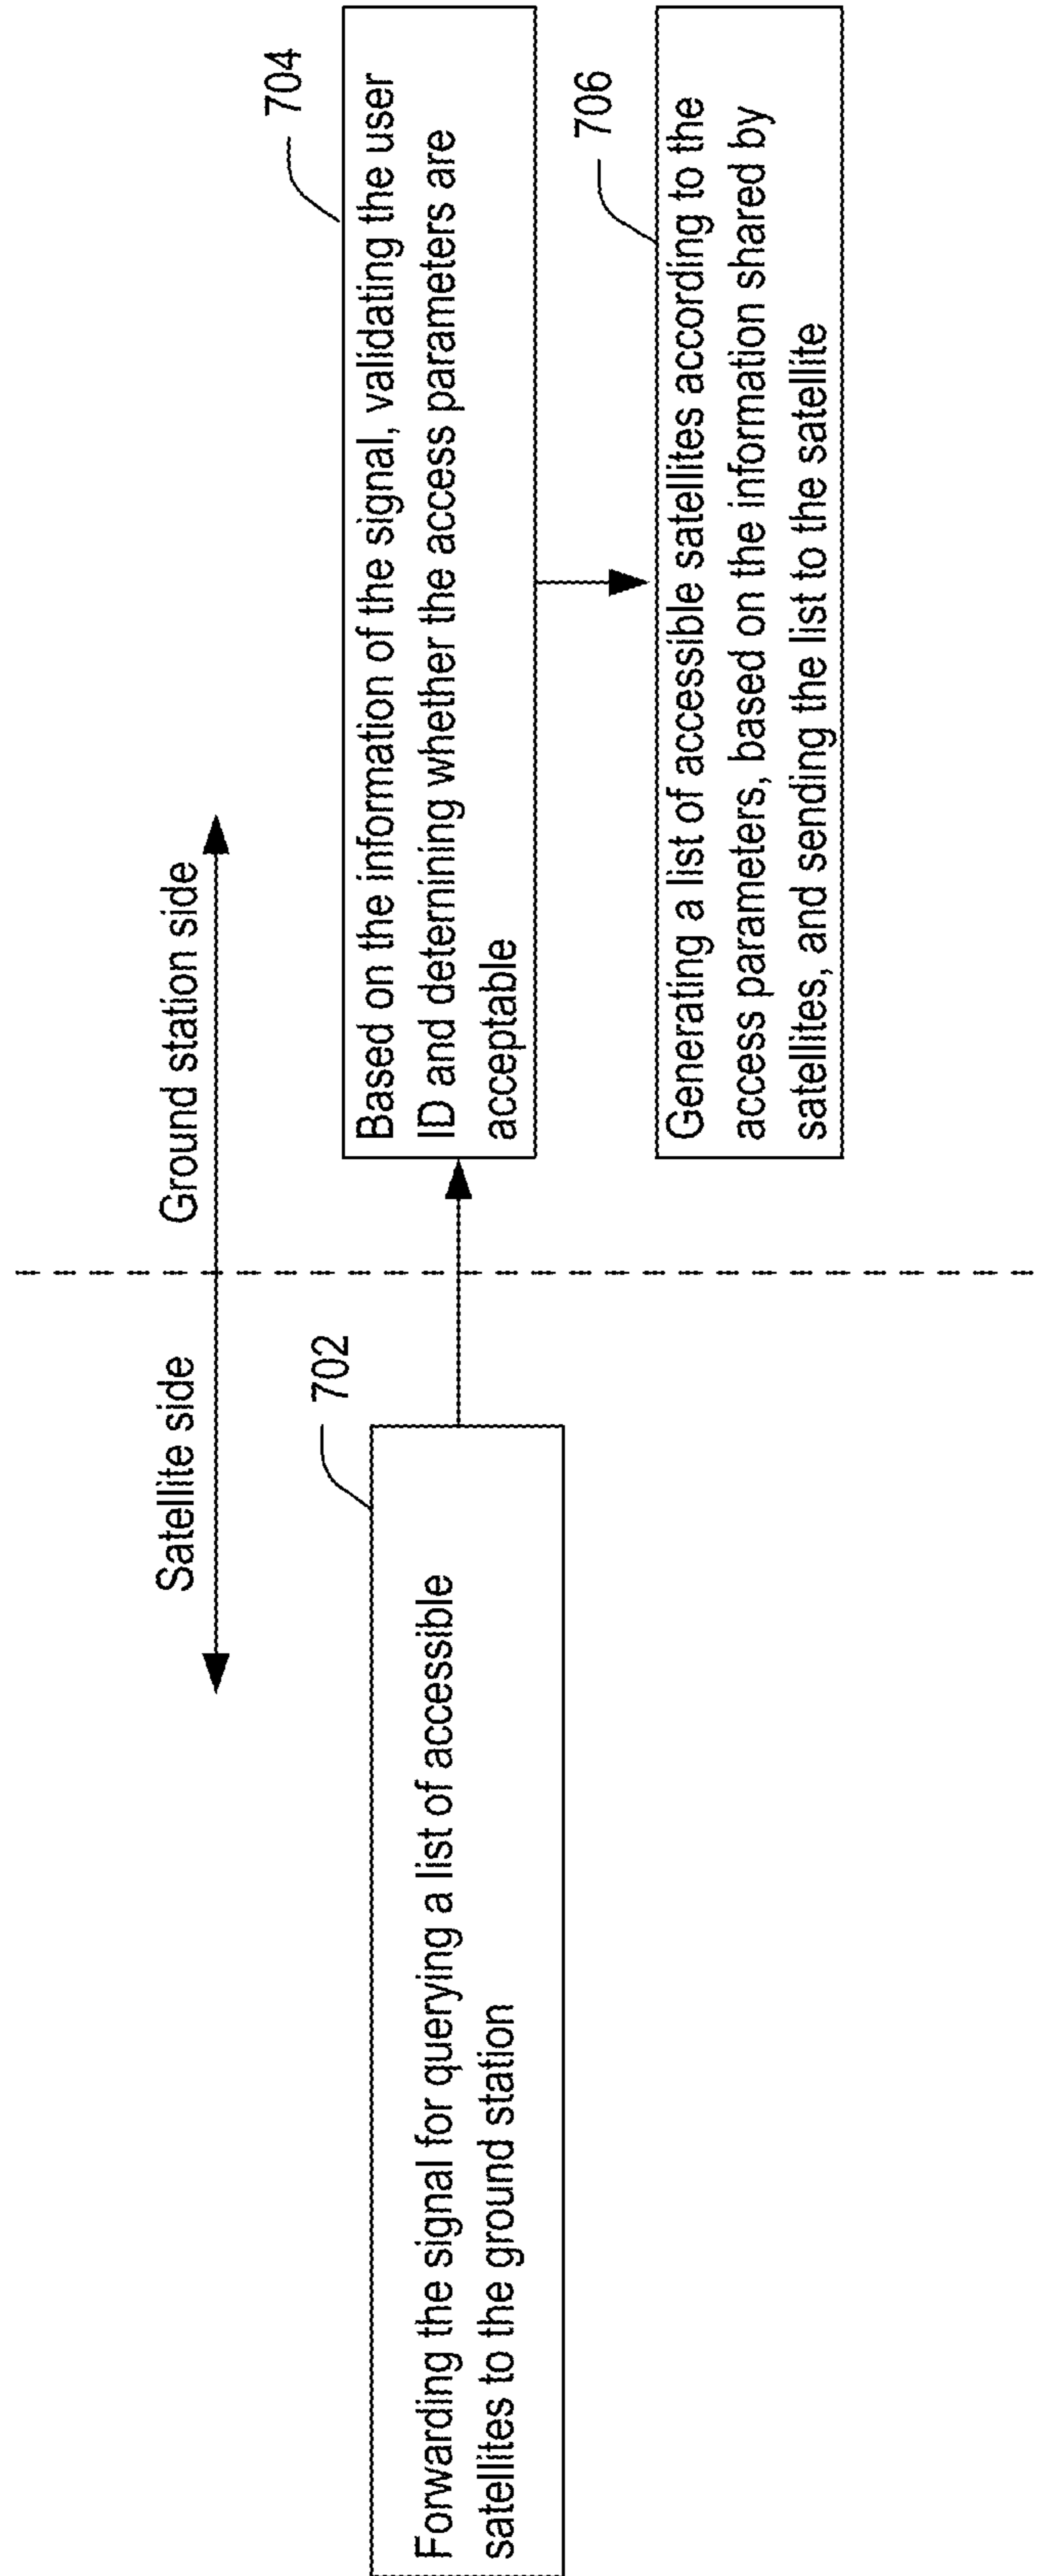 Satellite side
Ground station side
702
Forwarding the signal for querying a list of accessible
satellites to the ground station
704
Based on the information of the signal, validating the user
ID and deternining whether the access parameters are
acceptable
706
Generating a list of accessible satellites according to the
access parameters, based on the information shared by
satellites, and sending the list to the satellite